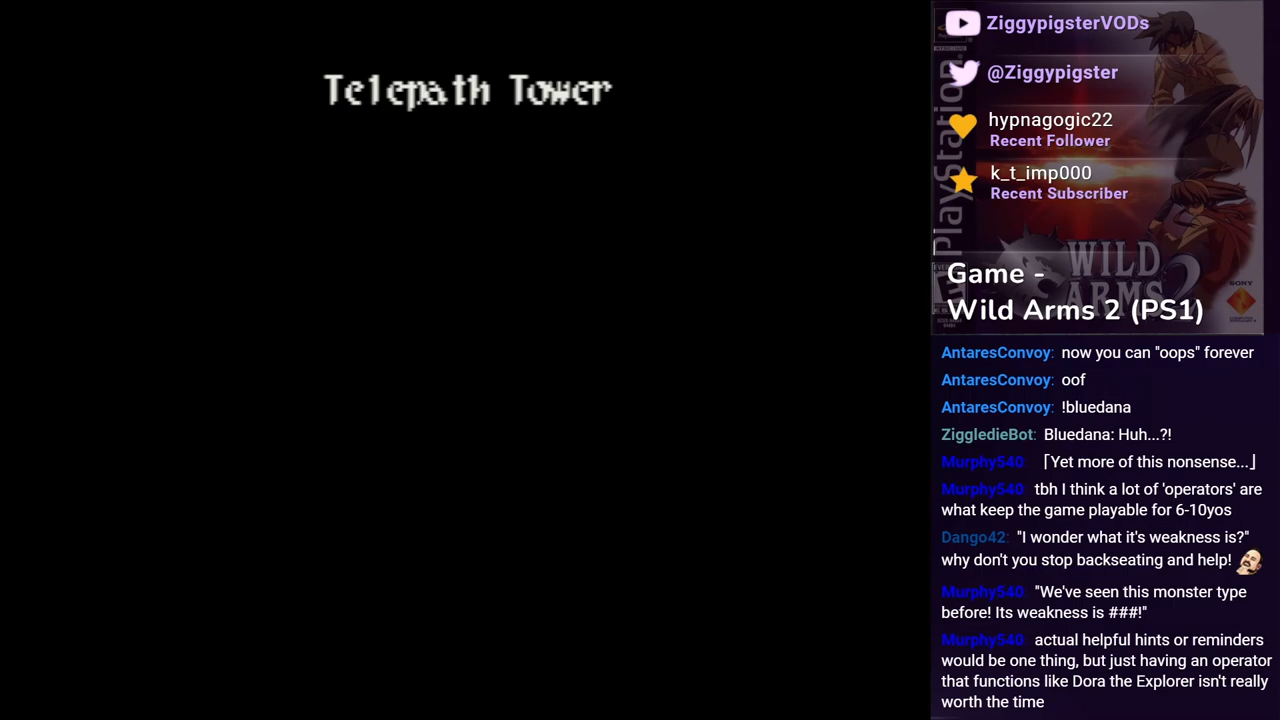 Telepath Tower
ZiggypigsterVODs
@Ziggypigster
hypnagogic22
Recent Follower
k_t_imp000
Recent Subscriber
PlayStation
WILD
ARMS 2
SONY
Game -
Wild Arms 2 (PS1)
AntaresConvoy: now you can "oops" forever
AntaresConvoy: oof
AntaresConvoy: !bluedana
ZiggledieBot: Bluedana: Huh...?!
Murphy540: ｢Yet more of this nonsense...｣
Murphy540: tbh I think a lot of 'operators' are
what keep the game playable for 6-10yos
Dango42: "I wonder what it's weakness is?"
why don't you stop backseating and help!
Murphy540: "We've seen this monster type
before! Its weakness is ###!"
Murphy540: actual helpful hints or reminders
would be one thing, but just having an operator
that functions like Dora the Explorer isn't really
worth the time